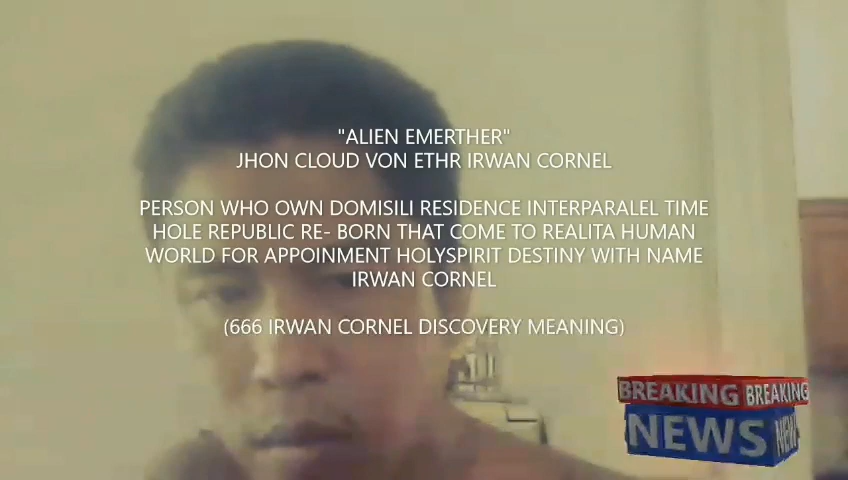 "ALIEN EMERTHER"
JHON CLOUD VON ETHR IRWAN CORNEL
PERSON WHO OWN DOMISILI RESIDENCE INTERPARALEL TIME
HOLE REPUBLIC RE- BORN THAT COME TO REALITA HUMAN
WORLD FOR APPOINMENT HOLYSPIRIT DESTINY WITH NAME
IRWAN CORNEL
(666 IRWAN CORNEL DISCOVERY MEANING)
BREAKING BREAKING
NEWS NEWS